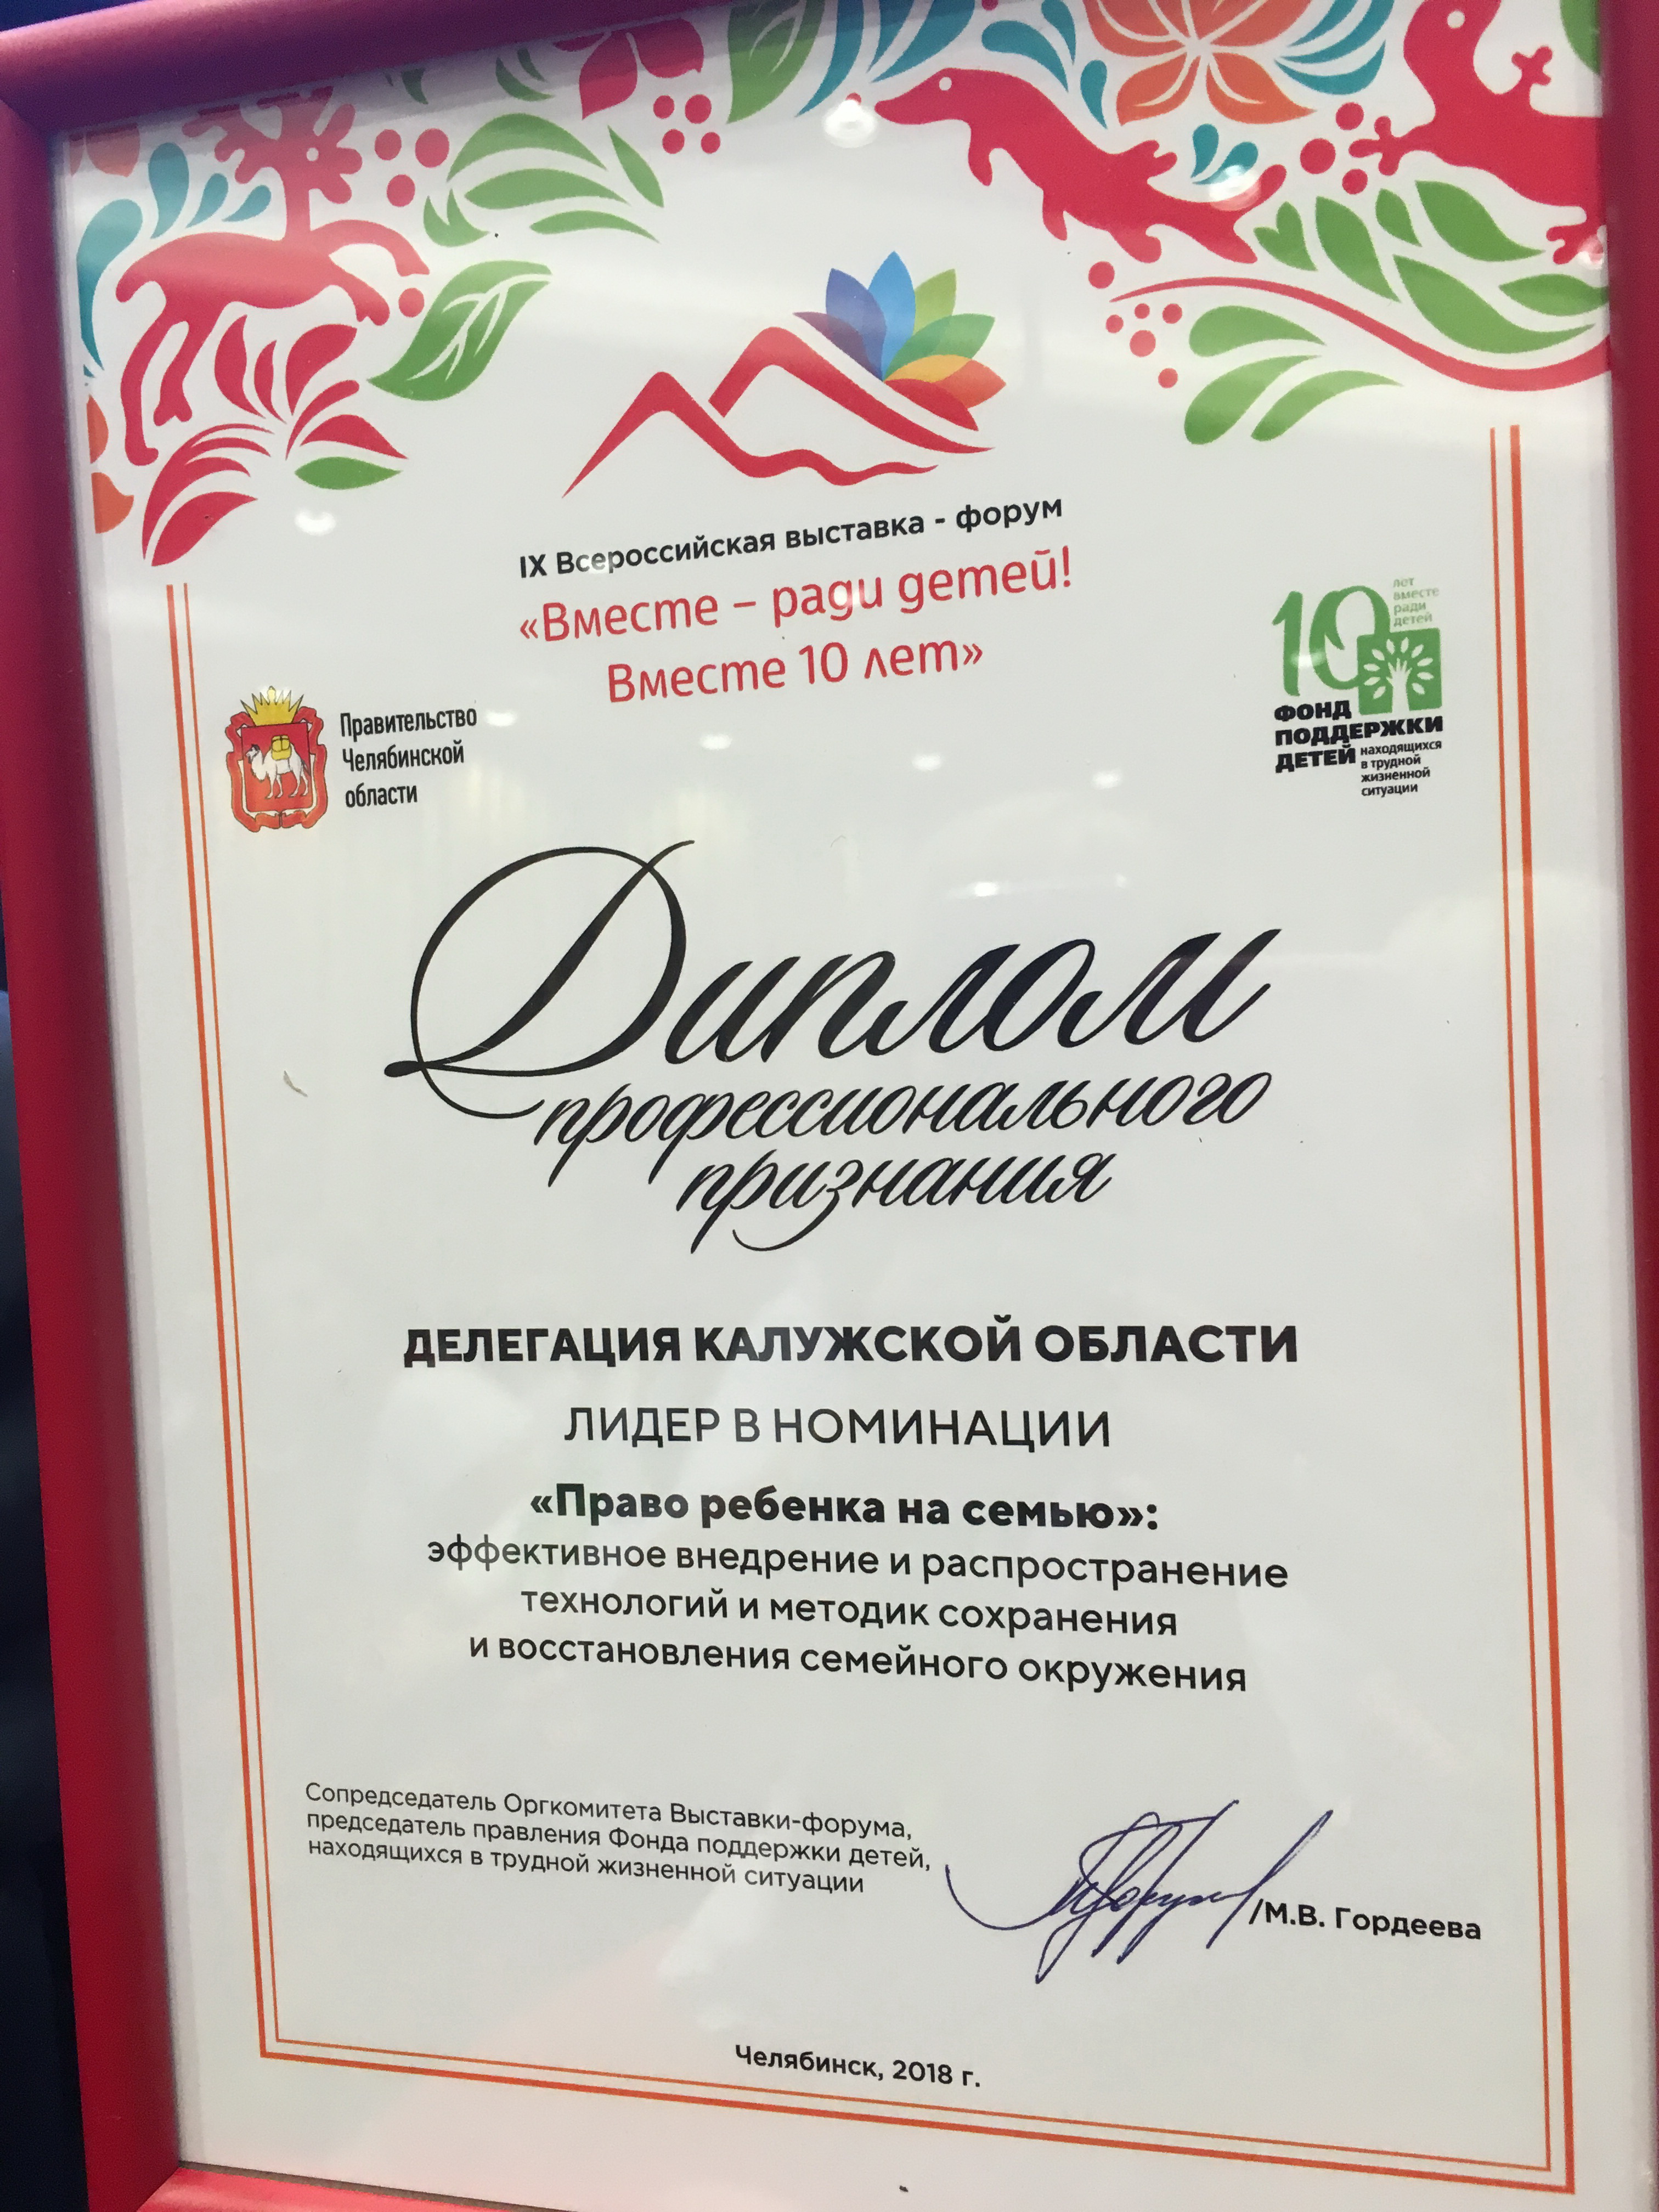 IX Всероссийская выставка - форум
«Вместе – ради детей!
Вместе 10 лет»
Правительство
Челябинской
области
10 лет
вместе
ради
детей
ФОНД
ПОДДЕРЖКИ
ДЕТЕЙ находящихся
в трудной
жизненной
ситуации
Диплом
профессионального
признания
ДЕЛЕГАЦИЯ КАЛУЖСКОЙ ОБЛАСТИ
ЛИДЕР В НОМИНАЦИИ
«Право ребенка на семью»:
эффективное внедрение и распространение
технологий и методик сохранения
и восстановления семейного окружения
Сопредседатель Оргкомитета Выставки-форума,
председатель правления Фонда поддержки детей,
находящихся в трудной жизненной ситуации
/М.В. Гордеева
Челябинск, 2018 г.